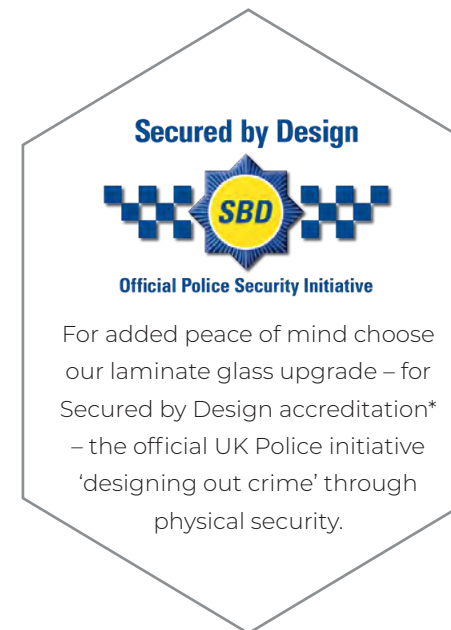 Secured by Design
SBD
Official Police Security Initiative
For added peace of mind choose
our laminate glass upgrade – for
Secured by Design accreditation*
– the official UK Police initiative
‘designing out crime’ through
physical security.